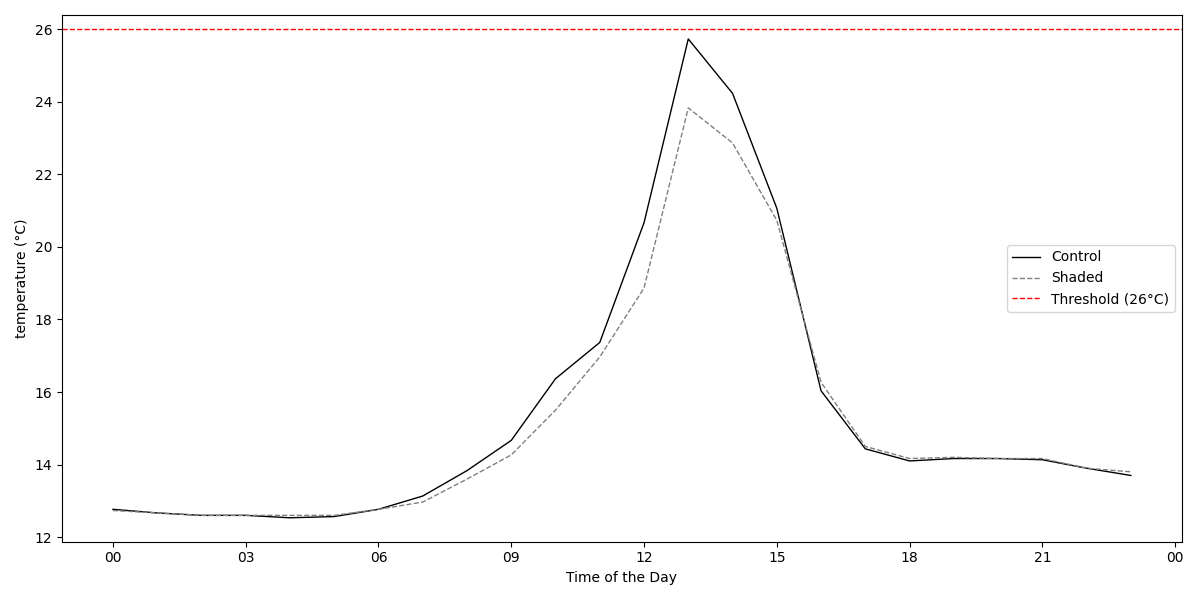 26
24
22
20
18
16
14
12
temperature (°C)
Control
Shaded
Threshold (26°C)
00 03 06 09 12 15 18 21 00
Time of the Day